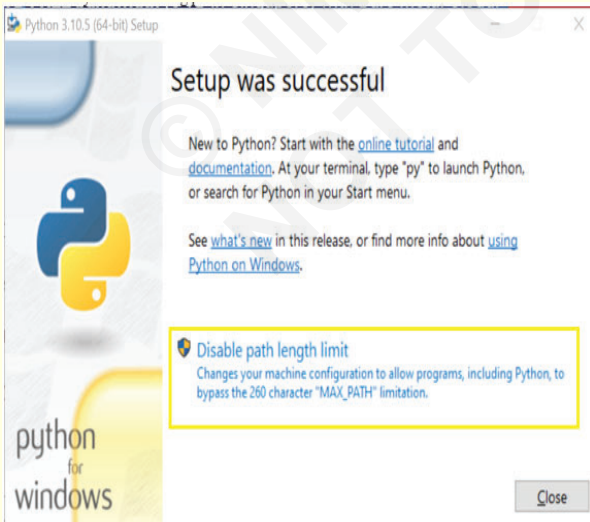 Python 3.10.5 (64-bit) Setup
Setup was successful
New to Python? Start with the online tutorial and
documentation. At your terminal, type "py" to launch Python,
or search for Python in your Start menu.
See what's new in this release, or find more info about using
Python on Windows.
Disable path length limit
Changes your machine configuration to allow programs, including Python, to
bypass the 260 character "MAX_PATH" limitation.
python
for
windows
Close